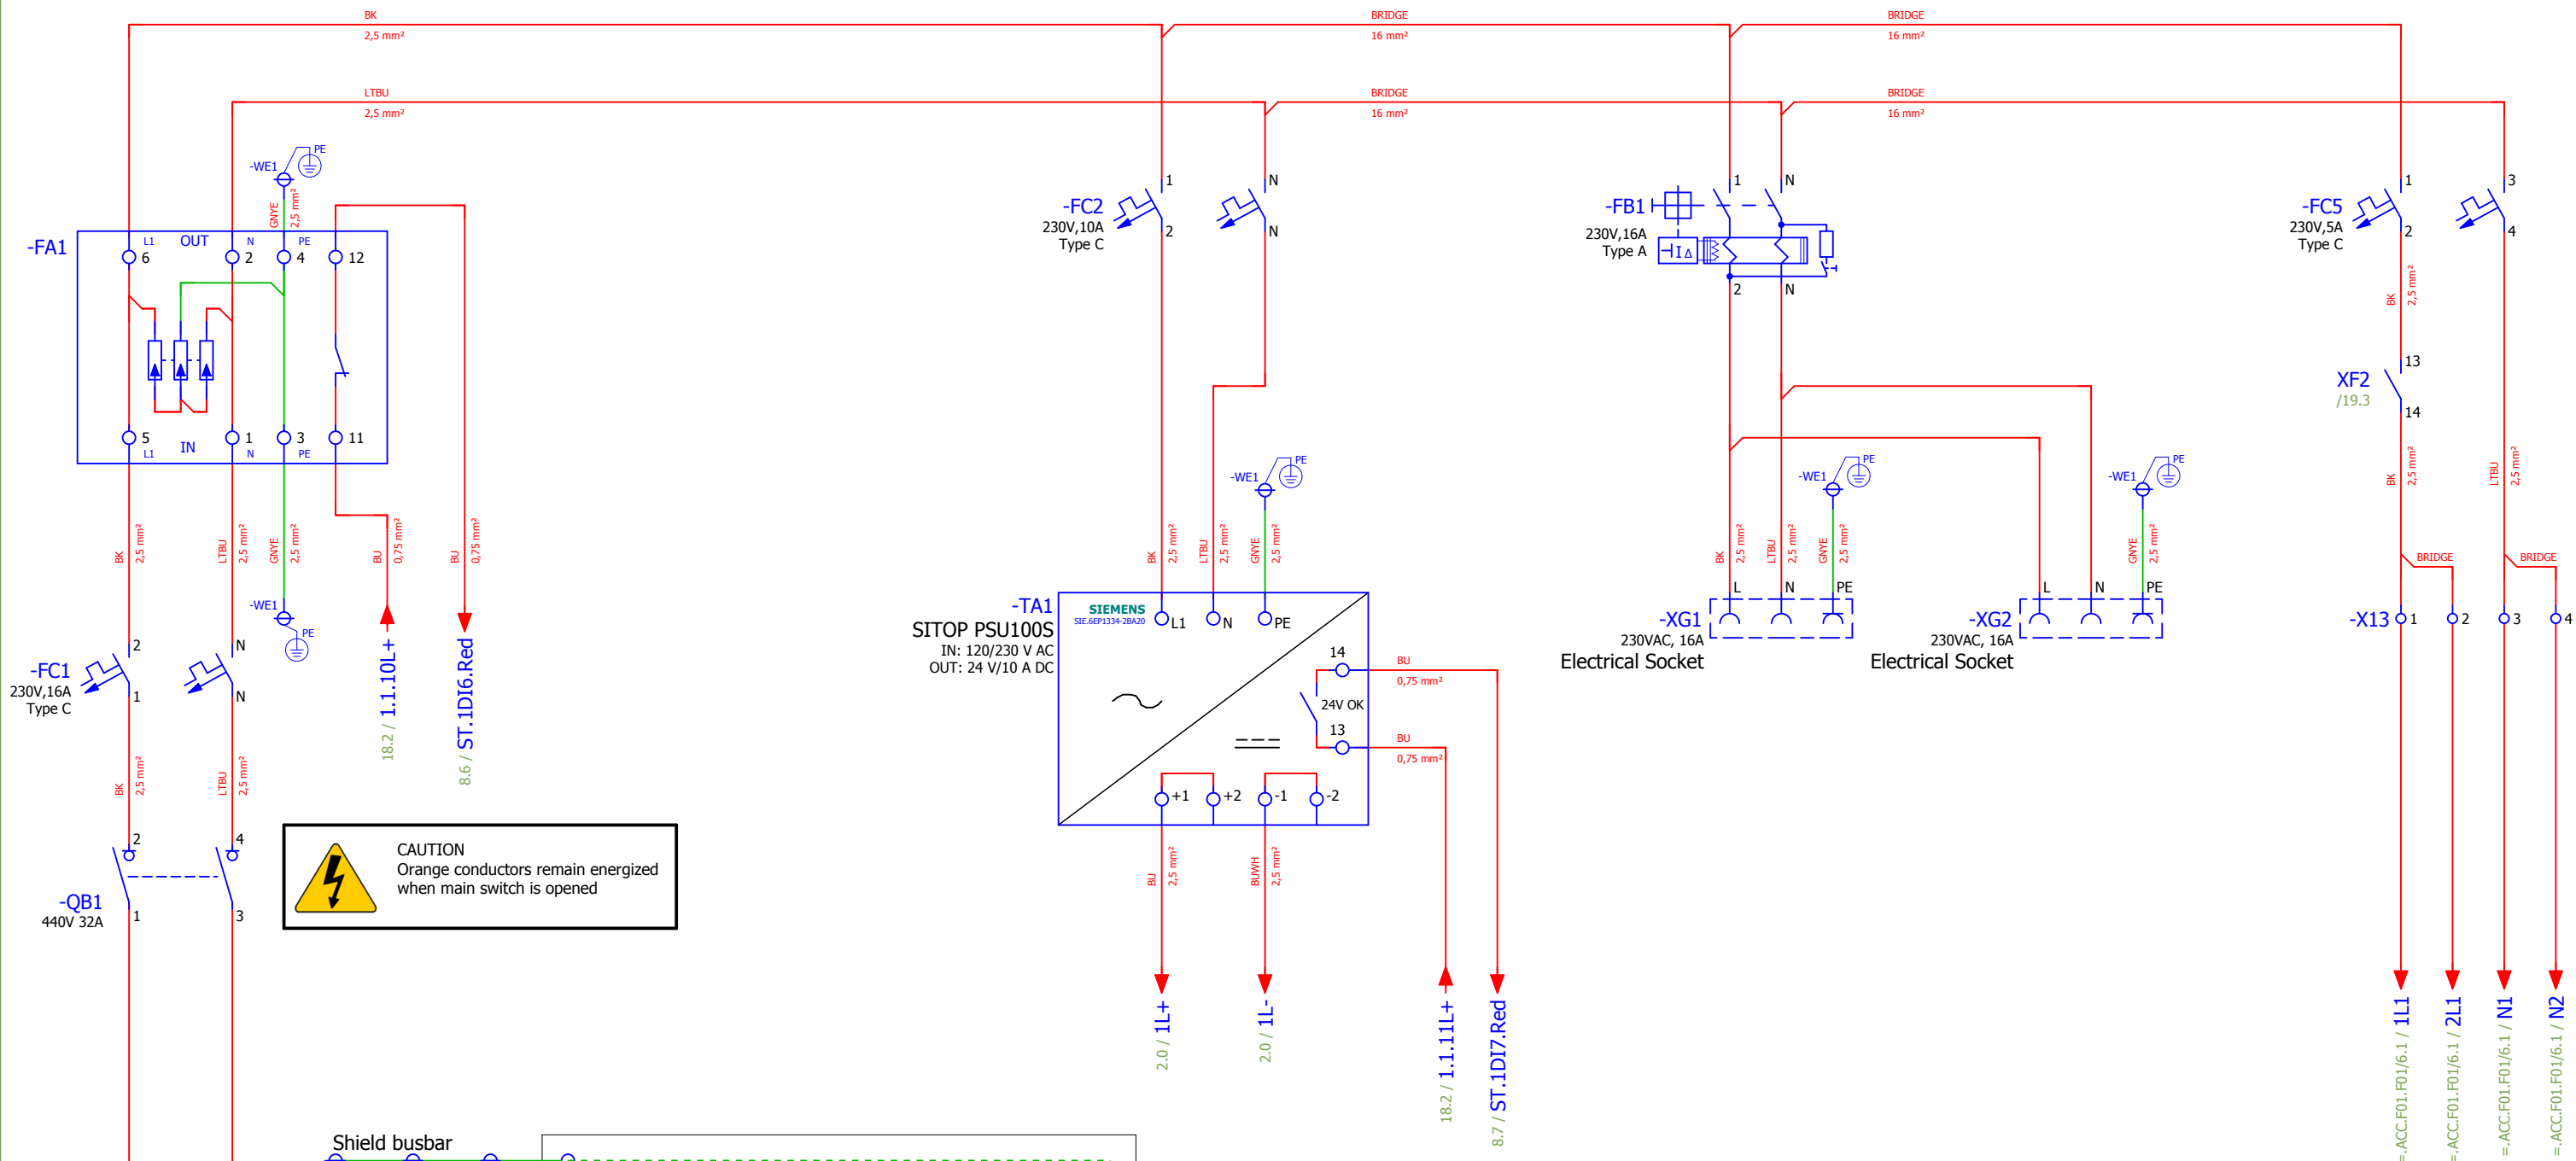 BK
2,5 mm²
BRIDGE
16 mm²
BRIDGE
16 mm²
LTBU
2,5 mm²
BRIDGE
16 mm²
BRIDGE
16 mm²
-WE1
PE
GNYE
2,5 mm²
-FA1
L1
OUT
N
PE
6
2
4
12
5
1
3
11
L1
IN
N
PE
BK
2,5 mm²
LTBU
2,5 mm²
GNYE
2,5 mm²
BU
0,75 mm²
BU
0,75 mm²
-WE1
PE
18.2 / 1.1.10L+
8.6 / ST.1DI6.Red
-FC1
230V,16A
Type C
2
1
N
N
BK
2,5 mm²
LTBU
2,5 mm²
-QB1
440V 32A
2
1
4
3
CAUTION
Orange conductors remain energized
when main switch is opened
Shield busbar
-FC2
230V,10A
Type C
1
2
N
N
-WE1
PE
BK
2,5 mm²
LTBU
2,5 mm²
GNYE
2,5 mm²
-TA1
SITOP PSU100S
IN: 120/230 V AC
OUT: 24 V/10 A DC
SIEMENS
SIE.6EP1334-2BA20
L1
N
PE
14
24V OK
13
+1
+2
-1
-2
BU
0,75 mm²
BU
0,75 mm²
BU
2,5 mm²
BUWH
2,5 mm²
2.0 / 1L+
2.0 / 1L-
18.2 / 1.1.11L+
8.7 / ST.1DI7.Red
-FB1
230V,16A
Type A
1
N
I Δ
2
N
-WE1
PE
-WE1
PE
BK
2,5 mm²
LTBU
2,5 mm²
GNYE
2,5 mm²
GNYE
2,5 mm²
-XG1
230VAC, 16A
Electrical Socket
L
N
PE
-XG2
230VAC, 16A
Electrical Socket
L
N
PE
-FC5
230V,5A
Type C
1
2
3
4
BK
2,5 mm²
XF2
/19.3
13
14
BK
2,5 mm²
LTBU
2,5 mm²
BRIDGE
BRIDGE
-X13
1
2
3
4
=.ACC.F01.F01/6.1 / 1L1
=.ACC.F01.F01/6.1 / 2L1
=.ACC.F01.F01/6.1 / N1
=.ACC.F01.F01/6.1 / N2